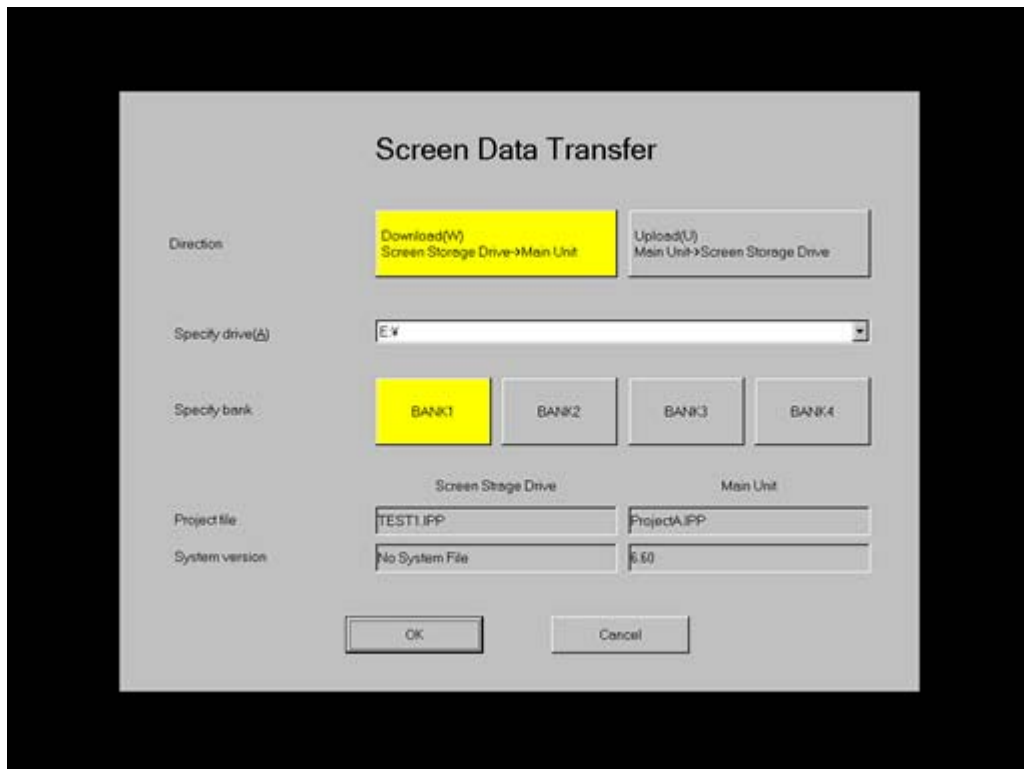 Screen Data Transfer
Direction
Download(W)
Screen Storage Drive->Main Unit
Upload(U)
Main Unit->Screen Storage Drive
Specify drive(A)
E:¥
Specify bank
BANK1
BANK2
BANK3
BANK4
Screen Strage Drive
Main Unit
Project file
TEST1.IPP
ProjectA.IPP
System version
No System File
6.60
OK
Cancel